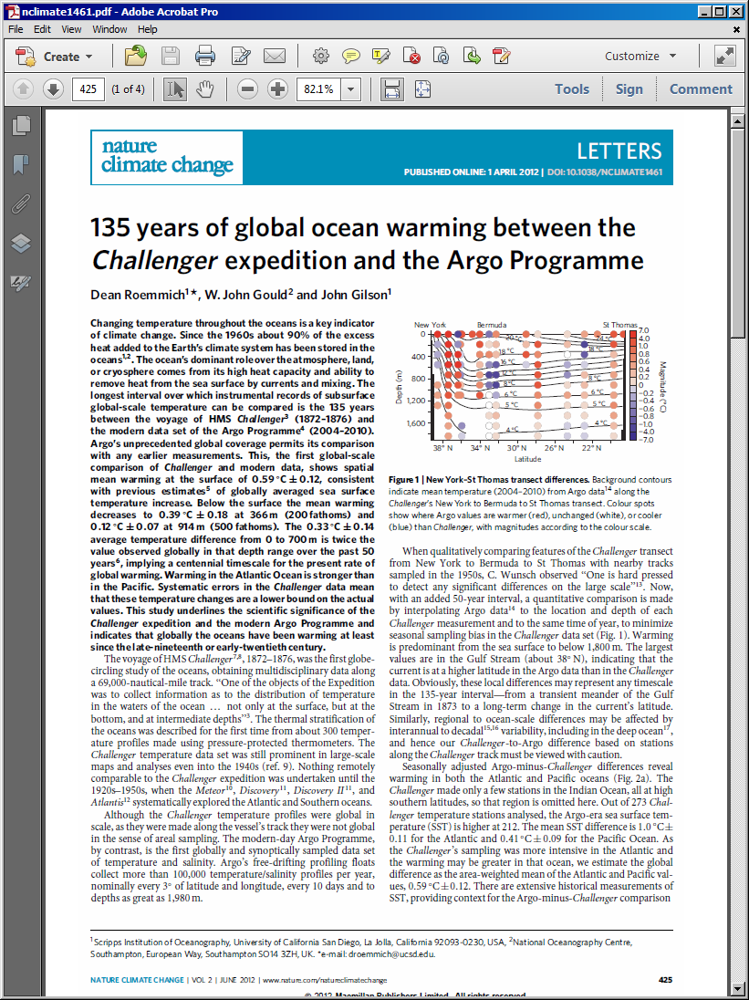 nclimate1461.pdf - Adobe Acrobat Pro
File Edit View Window Help
Create
Customize
425 (1 of 4)
82.1%
Tools Sign Comment
nature
climate change
LETTERS
PUBLISHED ONLINE: 1 APRIL 2012 | DOI: 10.1038/NCLIMATE1461
135 years of global ocean warming between the
Challenger expedition and the Argo Programme
Dean Roemmich1*, W. John Gould2 and John Gilson1
Changing temperature throughout the oceans is a key indicator
of climate change. Since the 1960s about 90% of the excess
heat added to the Earth's climate system has been stored in the
oceans1,2. The ocean's dominant role over the atmosphere, land,
or cryosphere comes from its high heat capacity and ability to
remove heat from the sea surface by currents and mixing. The
longest interval over which instrumental records of subsurface
global-scale temperature can be compared is the 135 years
between the voyage of HMS Challenger3 (1872–1876) and
the modern data set of the Argo Programme4 (2004–2010).
Argo's unprecedented global coverage permits its comparison
with any earlier measurements. This, the first global-scale
comparison of Challenger and modern data, shows spatial
mean warming at the surface of 0.59 °C ± 0.12, consistent
with previous estimates5 of globally averaged sea surface
temperature increase. Below the surface the mean warming
decreases to 0.39 °C ± 0.18 at 366 m (200 fathoms) and
0.12 °C ± 0.07 at 914 m (500 fathoms). The 0.33 °C ± 0.14
average temperature difference from 0 to 700 m is twice the
value observed globally in that depth range over the past 50
years6, implying a centennial timescale for the present rate of
global warming. Warming in the Atlantic Ocean is stronger than
in the Pacific. Systematic errors in the Challenger data mean
that these temperature changes are a lower bound on the actual
values. This study underlines the scientific significance of the
Challenger expedition and the modern Argo Programme and
indicates that globally the oceans have been warming at least
since the late-nineteenth or early-twentieth century.
The voyage of HMS Challenger7,8, 1872–1876, was the first globe-
circling study of the oceans, obtaining multidisciplinary data along
a 69,000-nautical-mile track. “One of the objects of the Expedition
was to collect information as to the distribution of temperature
in the waters of the ocean ... not only at the surface, but at the
bottom, and at intermediate depths”3. The thermal stratification of
the oceans was described for the first time from about 300 temper-
ature profiles made using pressure-protected thermometers. The
Challenger temperature data set was still prominent in large-scale
maps and analyses even into the 1940s (ref. 9). Nothing remotely
comparable to the Challenger expedition was undertaken until the
1920s–1950s, when the Meteor10, Discovery11, Discovery II11, and
Atlantis12 systematically explored the Atlantic and Southern oceans.
Although the Challenger temperature profiles were global in
scale, as they were made along the vessel's track they were not global
in the sense of areal sampling. The modern-day Argo Programme,
by contrast, is the first globally and synoptically sampled data set
of temperature and salinity. Argo's free-drifting profiling floats
collect more than 100,000 temperature/salinity profiles per year,
nominally every 3° of latitude and longitude, every 10 days and to
depths as great as 1,980 m.
New York Bermuda St Thomas
0
400
800
1,200
1,600
Depth (m)
20 °C
24 °C
18 °C
18 °C
16 °C
12 °C
8 °C
8 °C
6 °C
6 °C
5 °C
5 °C
4 °C
4 °C
38° N 34° N 30° N 26° N 22° N
Latitude
7.0
4.0
1.0
0.8
0.6
0.4
0.2
0
−0.2
−0.4
−0.6
−0.8
−1.0
−4.0
−7.0
Magnitude (°C)
Figure 1 | New York–St Thomas transect differences. Background contours
indicate mean temperature (2004–2010) from Argo data14 along the
Challenger's New York to Bermuda to St Thomas transect. Colour spots
show where Argo values are warmer (red), unchanged (white), or cooler
(blue) than Challenger, with magnitudes according to the colour scale.
When qualitatively comparing features of the Challenger transect
from New York to Bermuda to St Thomas with nearby tracks
sampled in the 1950s, C. Wunsch observed “One is hard pressed
to detect any significant differences on the large scale”13. Now,
with an added 50-year interval, a quantitative comparison is made
by interpolating Argo data14 to the location and depth of each
Challenger measurement and to the same time of year, to minimize
seasonal sampling bias in the Challenger data set (Fig. 1). Warming
is predominant from the sea surface to below 1,800 m. The largest
values are in the Gulf Stream (about 38° N), indicating that the
current is at a higher latitude in the Argo data than in the Challenger
data. Obviously, these local differences may represent any timescale
in the 135-year interval—from a transient meander of the Gulf
Stream in 1873 to a long-term change in the current's latitude.
Similarly, regional to ocean-scale differences may be affected by
interannual to decadal15,16 variability, including in the deep ocean17,
and hence our Challenger-to-Argo difference based on stations
along the Challenger track must be viewed with caution.
Seasonally adjusted Argo-minus-Challenger differences reveal
warming in both the Atlantic and Pacific oceans (Fig. 2a). The
Challenger made only a few stations in the Indian Ocean, all at high
southern latitudes, so that region is omitted here. Out of 273 Chal-
lenger temperature stations analysed, the Argo-era sea surface tem-
perature (SST) is higher at 212. The mean SST difference is 1.0 °C ±
0.11 for the Atlantic and 0.41 °C ± 0.09 for the Pacific Ocean. As
the Challenger's sampling was more intensive in the Atlantic and
the warming may be greater in that ocean, we estimate the global
difference as the area-weighted mean of the Atlantic and Pacific val-
ues, 0.59 °C ± 0.12. There are extensive historical measurements of
SST, providing context for the Argo-minus-Challenger comparison
1Scripps Institution of Oceanography, University of California San Diego, La Jolla, California 92093-0230, USA, 2National Oceanography Centre,
Southampton, European Way, Southampton SO14 3ZH, UK. *e-mail: droemmich@ucsd.edu.
NATURE CLIMATE CHANGE | VOL 2 | JUNE 2012 | www.nature.com/natureclimatechange 425
© 2012 Macmillan Publishers Limited. All rights reserved.